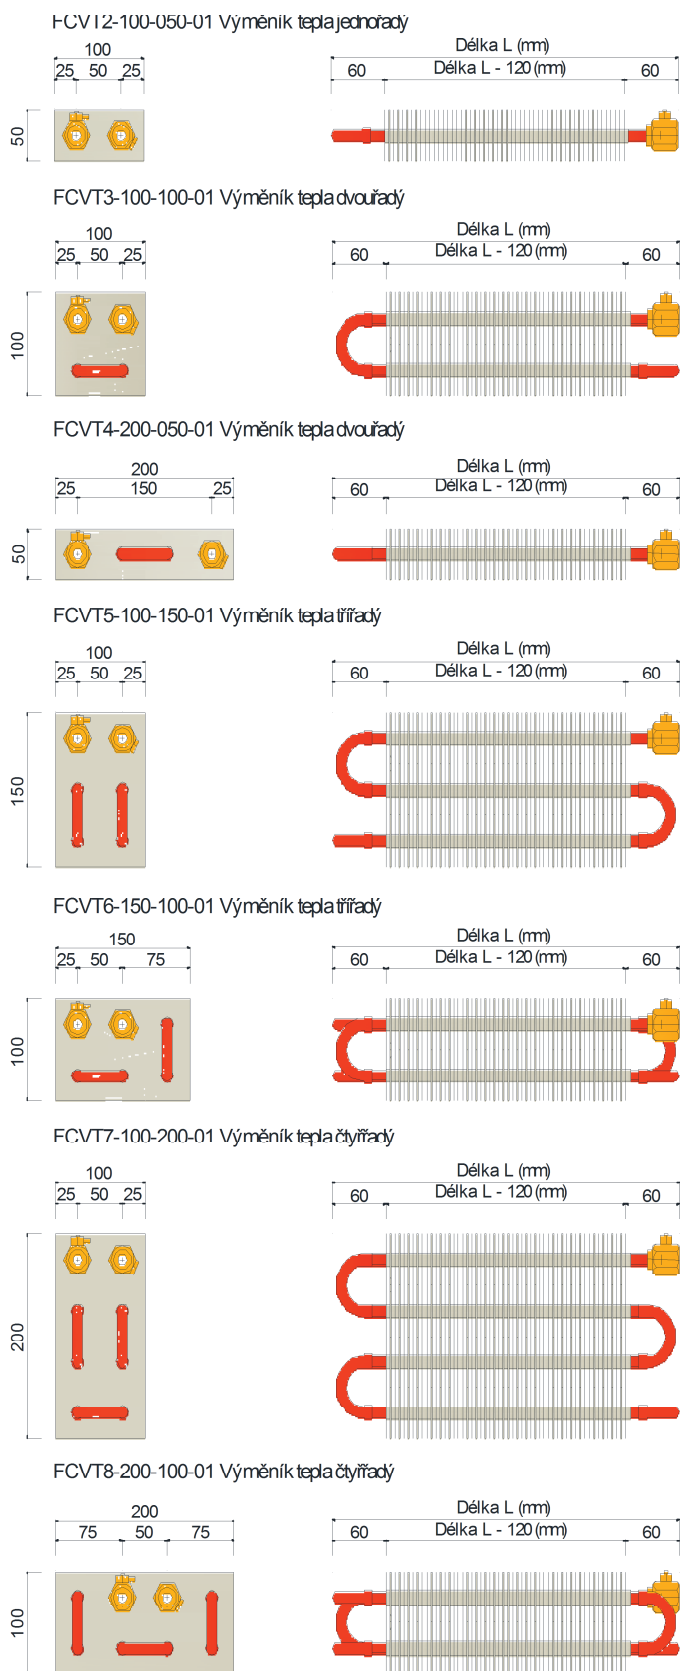 FCVT2-100-050-01 Výměník tepla jednořadý
100
Délka L (mm)
25 50 25
60 Délka L - 120 (mm) 60
50
FCVT3-100-100-01 Výměník tepla dvouřadý
100
Délka L (mm)
25 50 25
60 Délka L - 120 (mm) 60
100
FCVT4-200-050-01 Výměník tepla dvouřadý
200
Délka L (mm)
25 150 25
60 Délka L - 120 (mm) 60
50
FCVT5-100-150-01 Výměník tepla třířadý
100
Délka L (mm)
25 50 25
60 Délka L - 120 (mm) 60
150
FCVT6-150-100-01 Výměník tepla třířadý
150
Délka L (mm)
25 50 75
60 Délka L - 120 (mm) 60
100
FCVT7-100-200-01 Výměník tepla čtyřřadý
100
Délka L (mm)
25 50 25
60 Délka L - 120 (mm) 60
200
FCVT8-200-100-01 Výměník tepla čtyřřadý
200
Délka L (mm)
75 50 75
60 Délka L - 120 (mm) 60
100